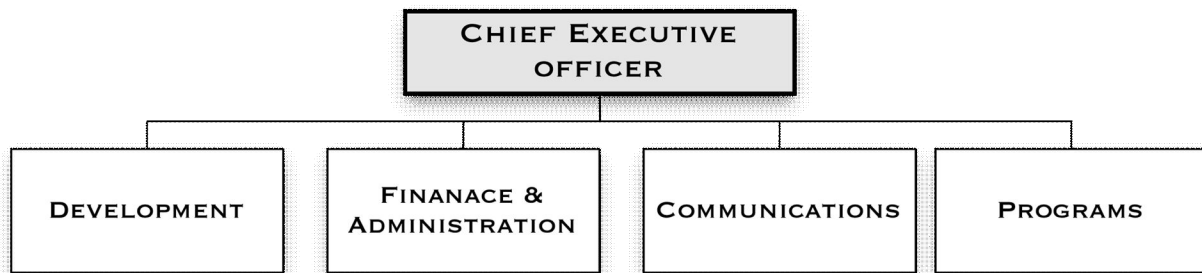 Chief Executive
officer
Development
Finanace &
Administration
Communications
Programs